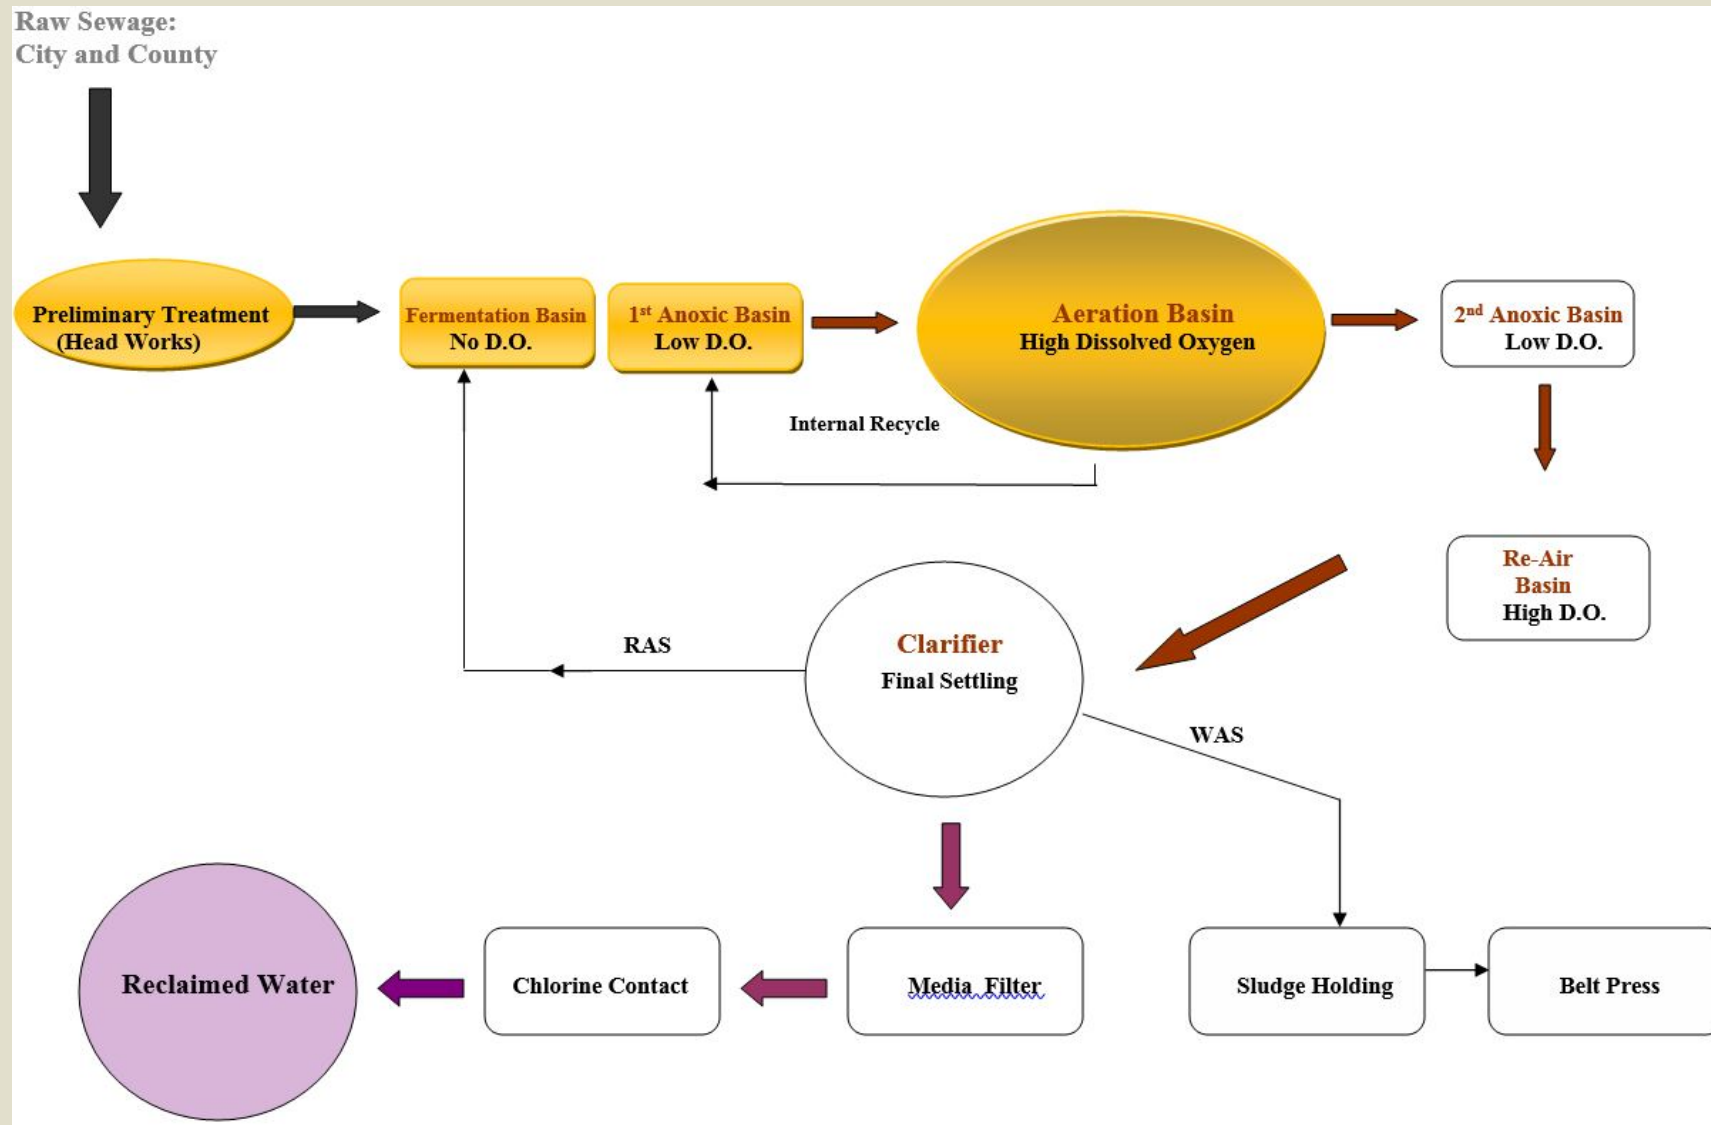 Raw Sewage:
City and County
Preliminary Treatment
(Head Works)
Fermentation Basin
No D.O.
1st Anoxic Basin
Low D.O.
Aeration Basin
High Dissolved Oxygen
2nd Anoxic Basin
Low D.O.
Internal Recycle
Re-Air
Basin
High D.O.
Clarifier
Final Settling
RAS
WAS
Reclaimed Water
Chlorine Contact
Media Filter
Sludge Holding
Belt Press